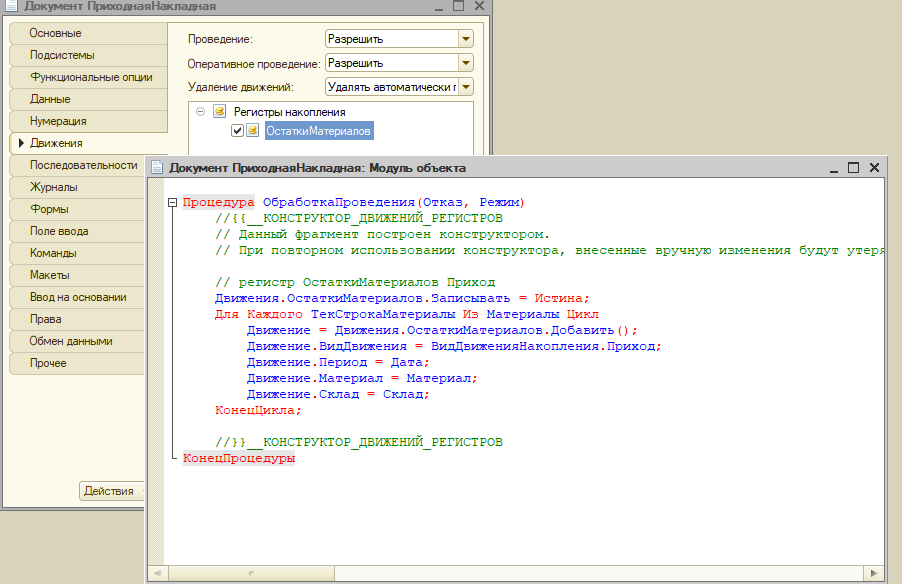 Документ ПриходнаяНакладная
Основные
Подсистемы
Функциональные опции
Данные
Нумерация
Движения
Последовательности
Журналы
Формы
Поле ввода
Команды
Макеты
Ввод на основании
Права
Обмен данными
Прочее
Проведение: Разрешить
Оперативное проведение: Разрешить
Удаление движений: Удалять автоматически г
Регистры накопления
ОстаткиМатериалов
Действия
Документ ПриходнаяНакладная: Модуль объекта
Процедура ОбработкаПроведения(Отказ, Режим)
//{{__КОНСТРУКТОР_ДВИЖЕНИЙ_РЕГИСТРОВ
// Данный фрагмент построен конструктором.
// При повторном использовании конструктора, внесенные вручную изменения будут утеря
// регистр ОстаткиМатериалов Приход
Движения.ОстаткиМатериалов.Записывать = Истина;
Для Каждого ТекСтрокаМатериалы Из Материалы Цикл
Движение = Движения.ОстаткиМатериалов.Добавить();
Движение.ВидДвижения = ВидДвиженияНакопления.Приход;
Движение.Период = Дата;
Движение.Материал = Материал;
Движение.Склад = Склад;
КонецЦикла;
//}}__КОНСТРУКТОР_ДВИЖЕНИЙ_РЕГИСТРОВ
КонецПроцедуры